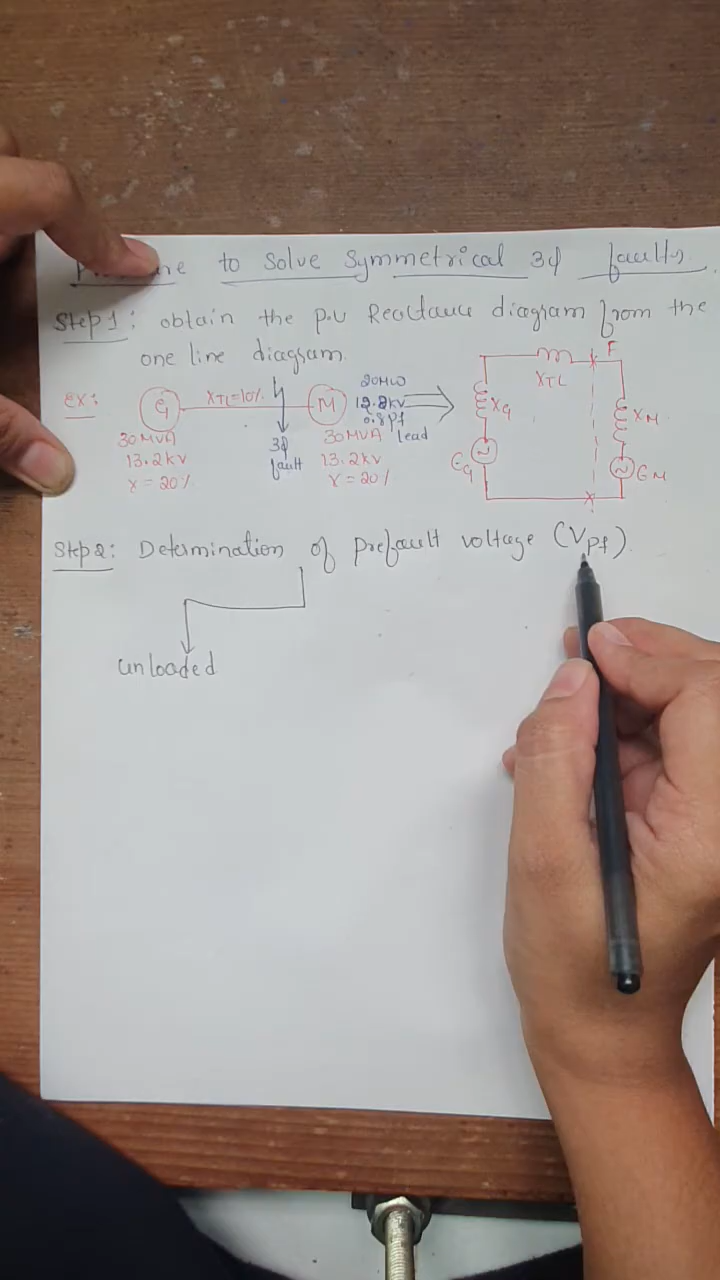 to solve symmetrical 3ϕ faults.
Step 1: obtain the p.u Reactance diagram from the
one line diagram.
ex:
G
XTL=10%
M
30MVA
13.2kv
x = 20%
3ϕ
fault
20MW
12.8kv
0.8pf
lead
30MVA
13.2kv
x = 20%
F
XTL
XG
EG
XM
EM
Step 2: Determination of prefault voltage (Vpf)
unloaded